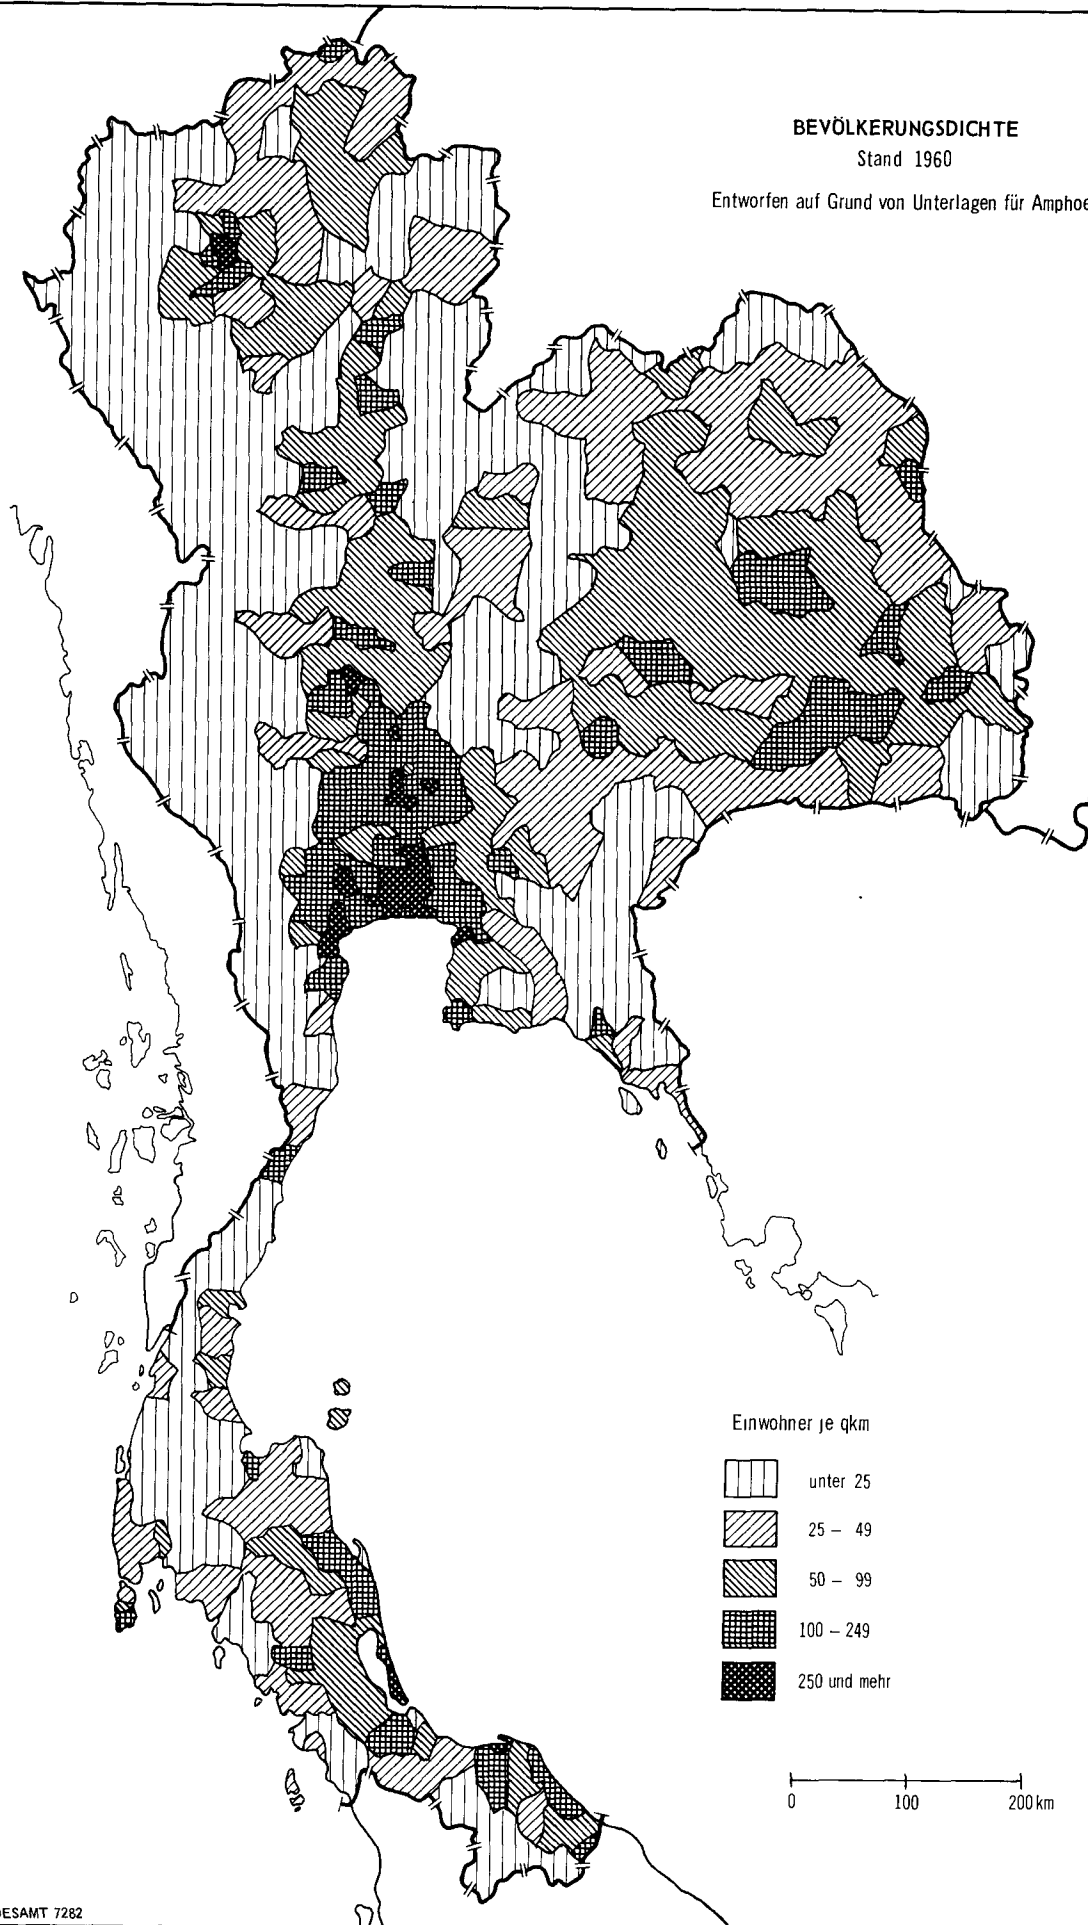 BEVÖLKERUNGSDICHTE
Stand 1960
Entworfen auf Grund von Unterlagen für Amphoe
Einwohner je qkm
unter 25
25 – 49
50 – 99
100 – 249
250 und mehr
0 100 200 km
ESAMT 7282